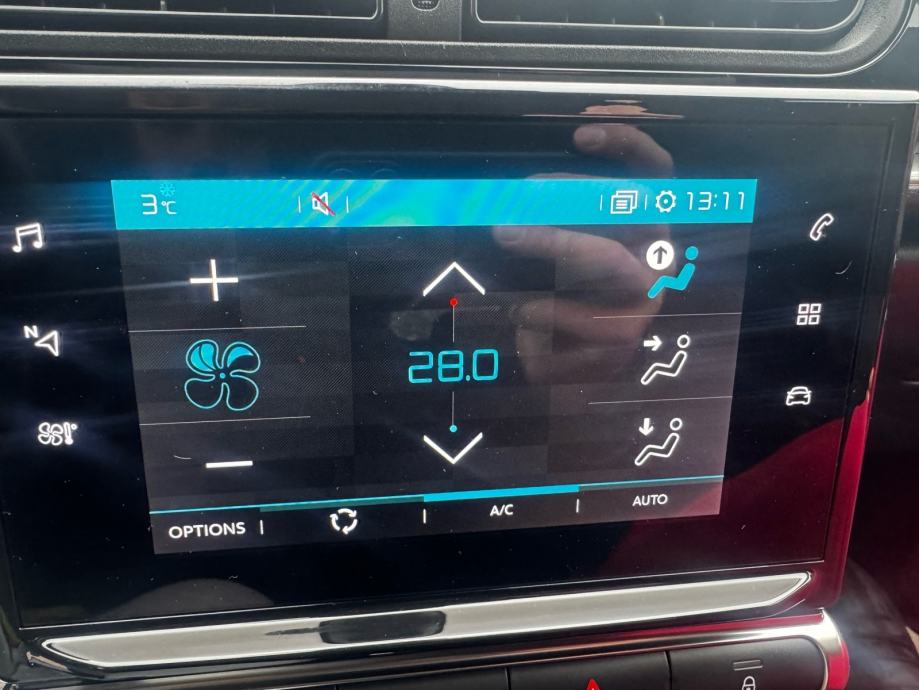 3°C
13:11
N
28.0
OPTIONS
A/C
AUTO